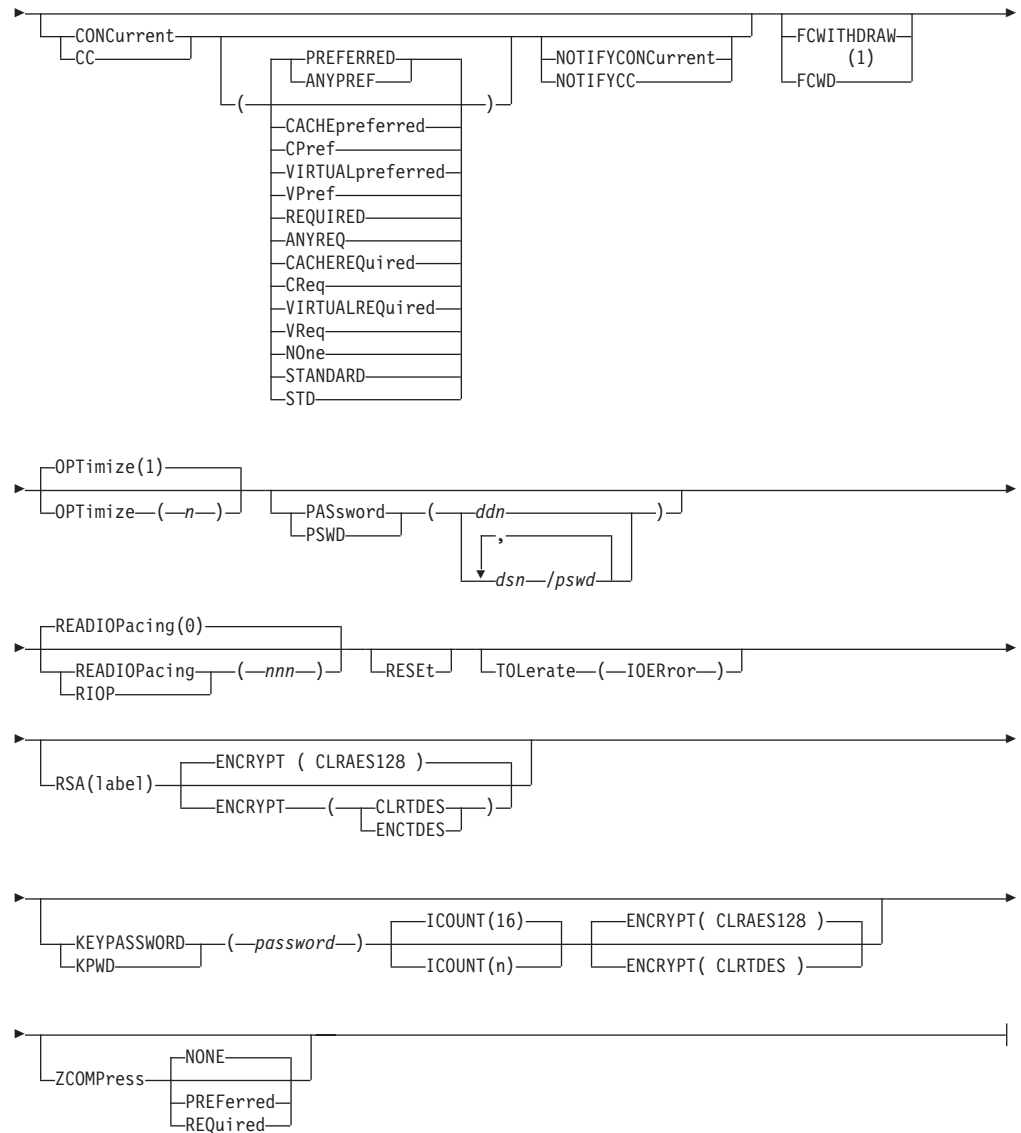 CONCurrent
CC
(
PREFERRED
ANYPREF
CACHEpreferred
CPref
VIRTUALpreferred
VPref
REQUIRED
ANYREQ
CACHEREQuired
CReq
VIRTUALREQuired
VReq
NOne
STANDARD
STD
)
NOTIFYCONCurrent
NOTIFYCC
FCWITHDRAW
(1)
FCWD
OPTimize(1)
OPTimize ( n )
PASsword
PSWD
( ddn )
,
dsn /pswd
READIOPacing(0)
READIOPacing ( nnn )
RIOP
RESEt
TOLerate ( IOERror )
RSA(label)
ENCRYPT ( CLRAES128 )
ENCRYPT ( CLRTDES )
ENCTDES
KEYPASSWORD ( password )
KPWD
ICOUNT(16)
ICOUNT(n)
ENCRYPT( CLRAES128 )
ENCRYPT( CLRTDES )
ZCOMPress
NONE
PREFerred
REQuired